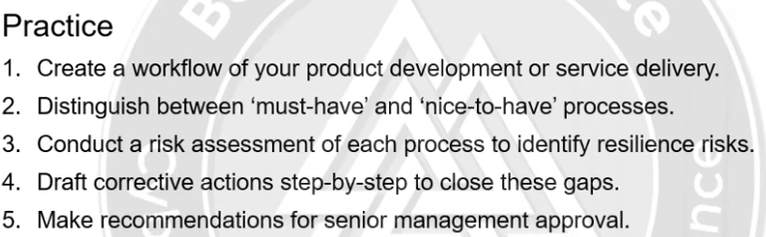 Practice
1. Create a workflow of your product development or service delivery.
2. Distinguish between ‘must-have’ and ‘nice-to-have’ processes.
3. Conduct a risk assessment of each process to identify resilience risks.
4. Draft corrective actions step-by-step to close these gaps.
5. Make recommendations for senior management approval.